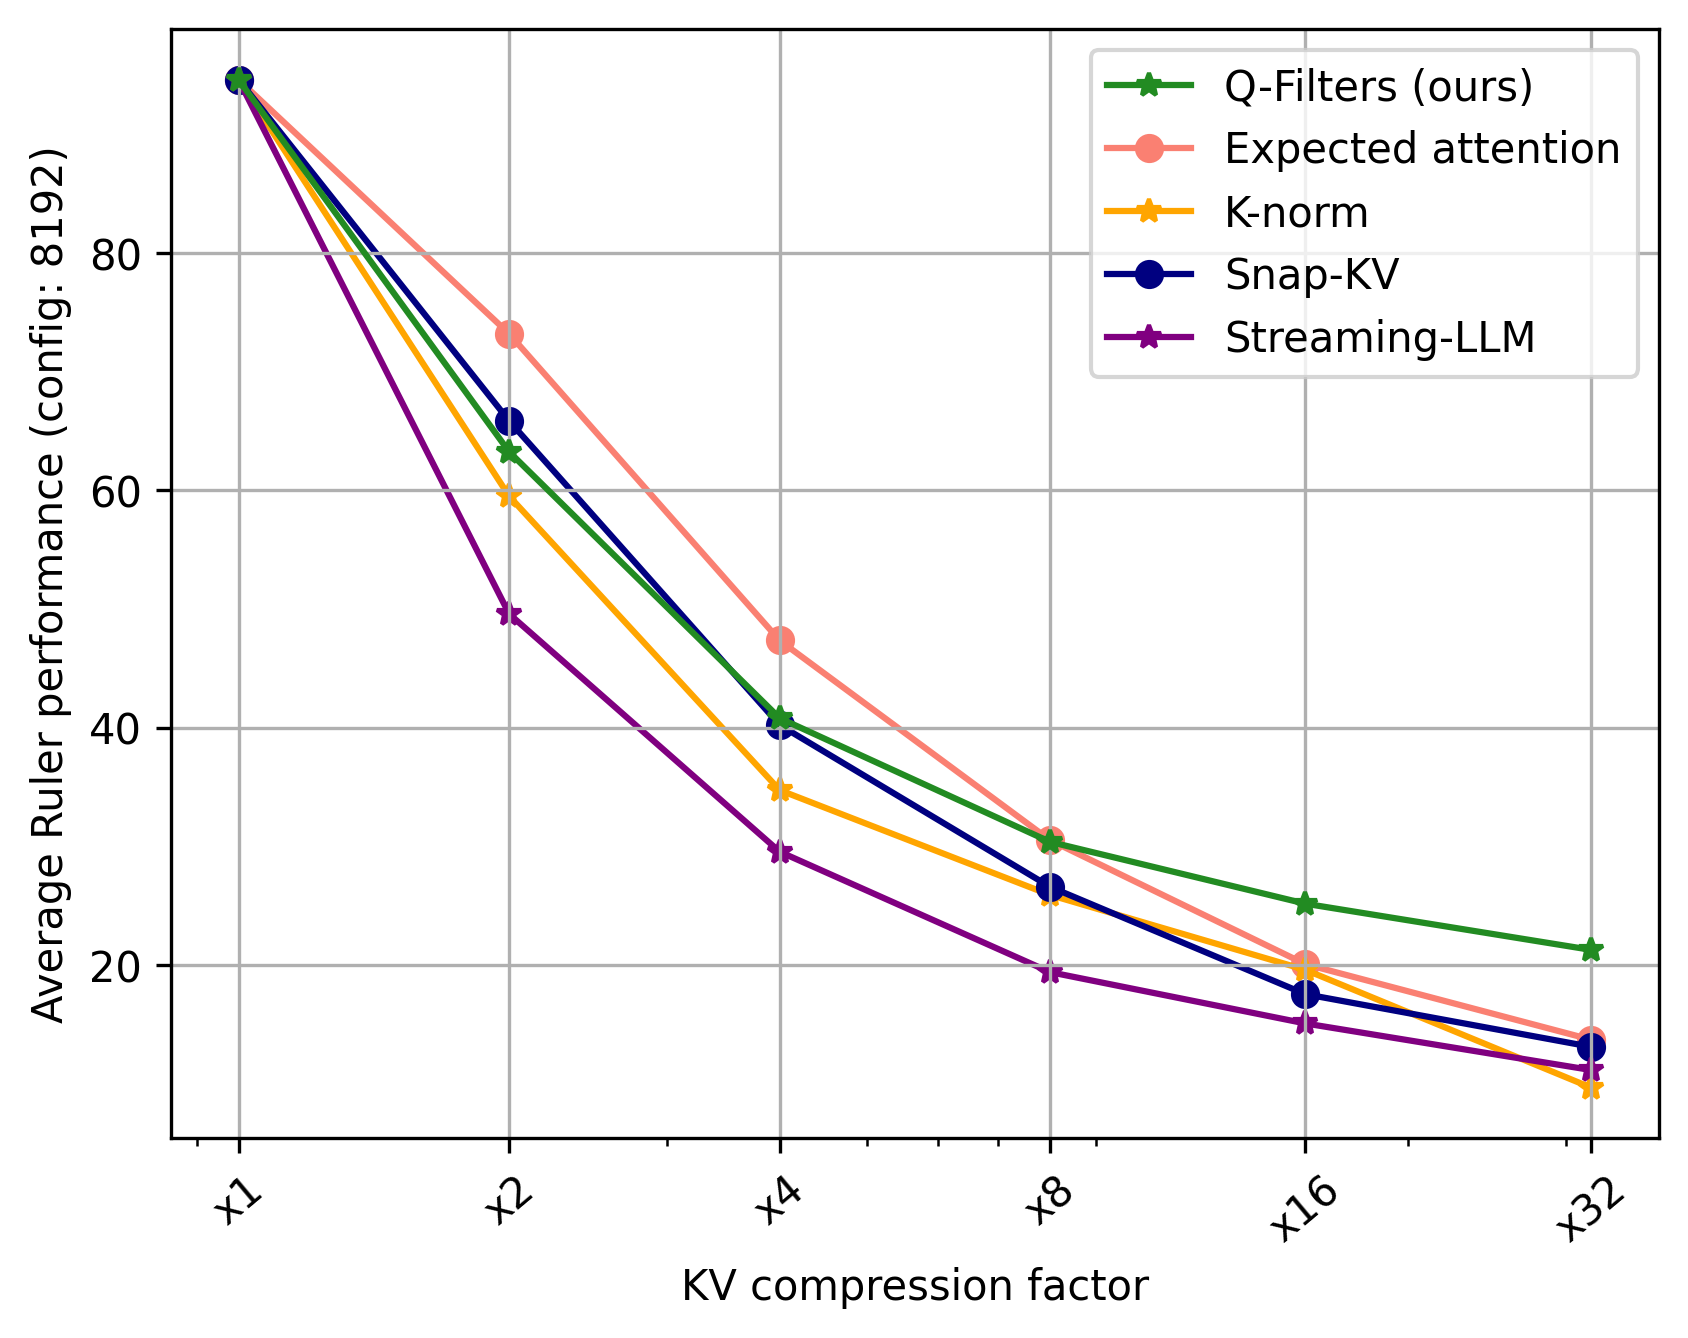 Q-Filters (ours)
Expected attention
K-norm
Snap-KV
Streaming-LLM
Average Ruler performance (config: 8192)
80
60
40
20
x1
x2
x4
x8
x16
x32
KV compression factor